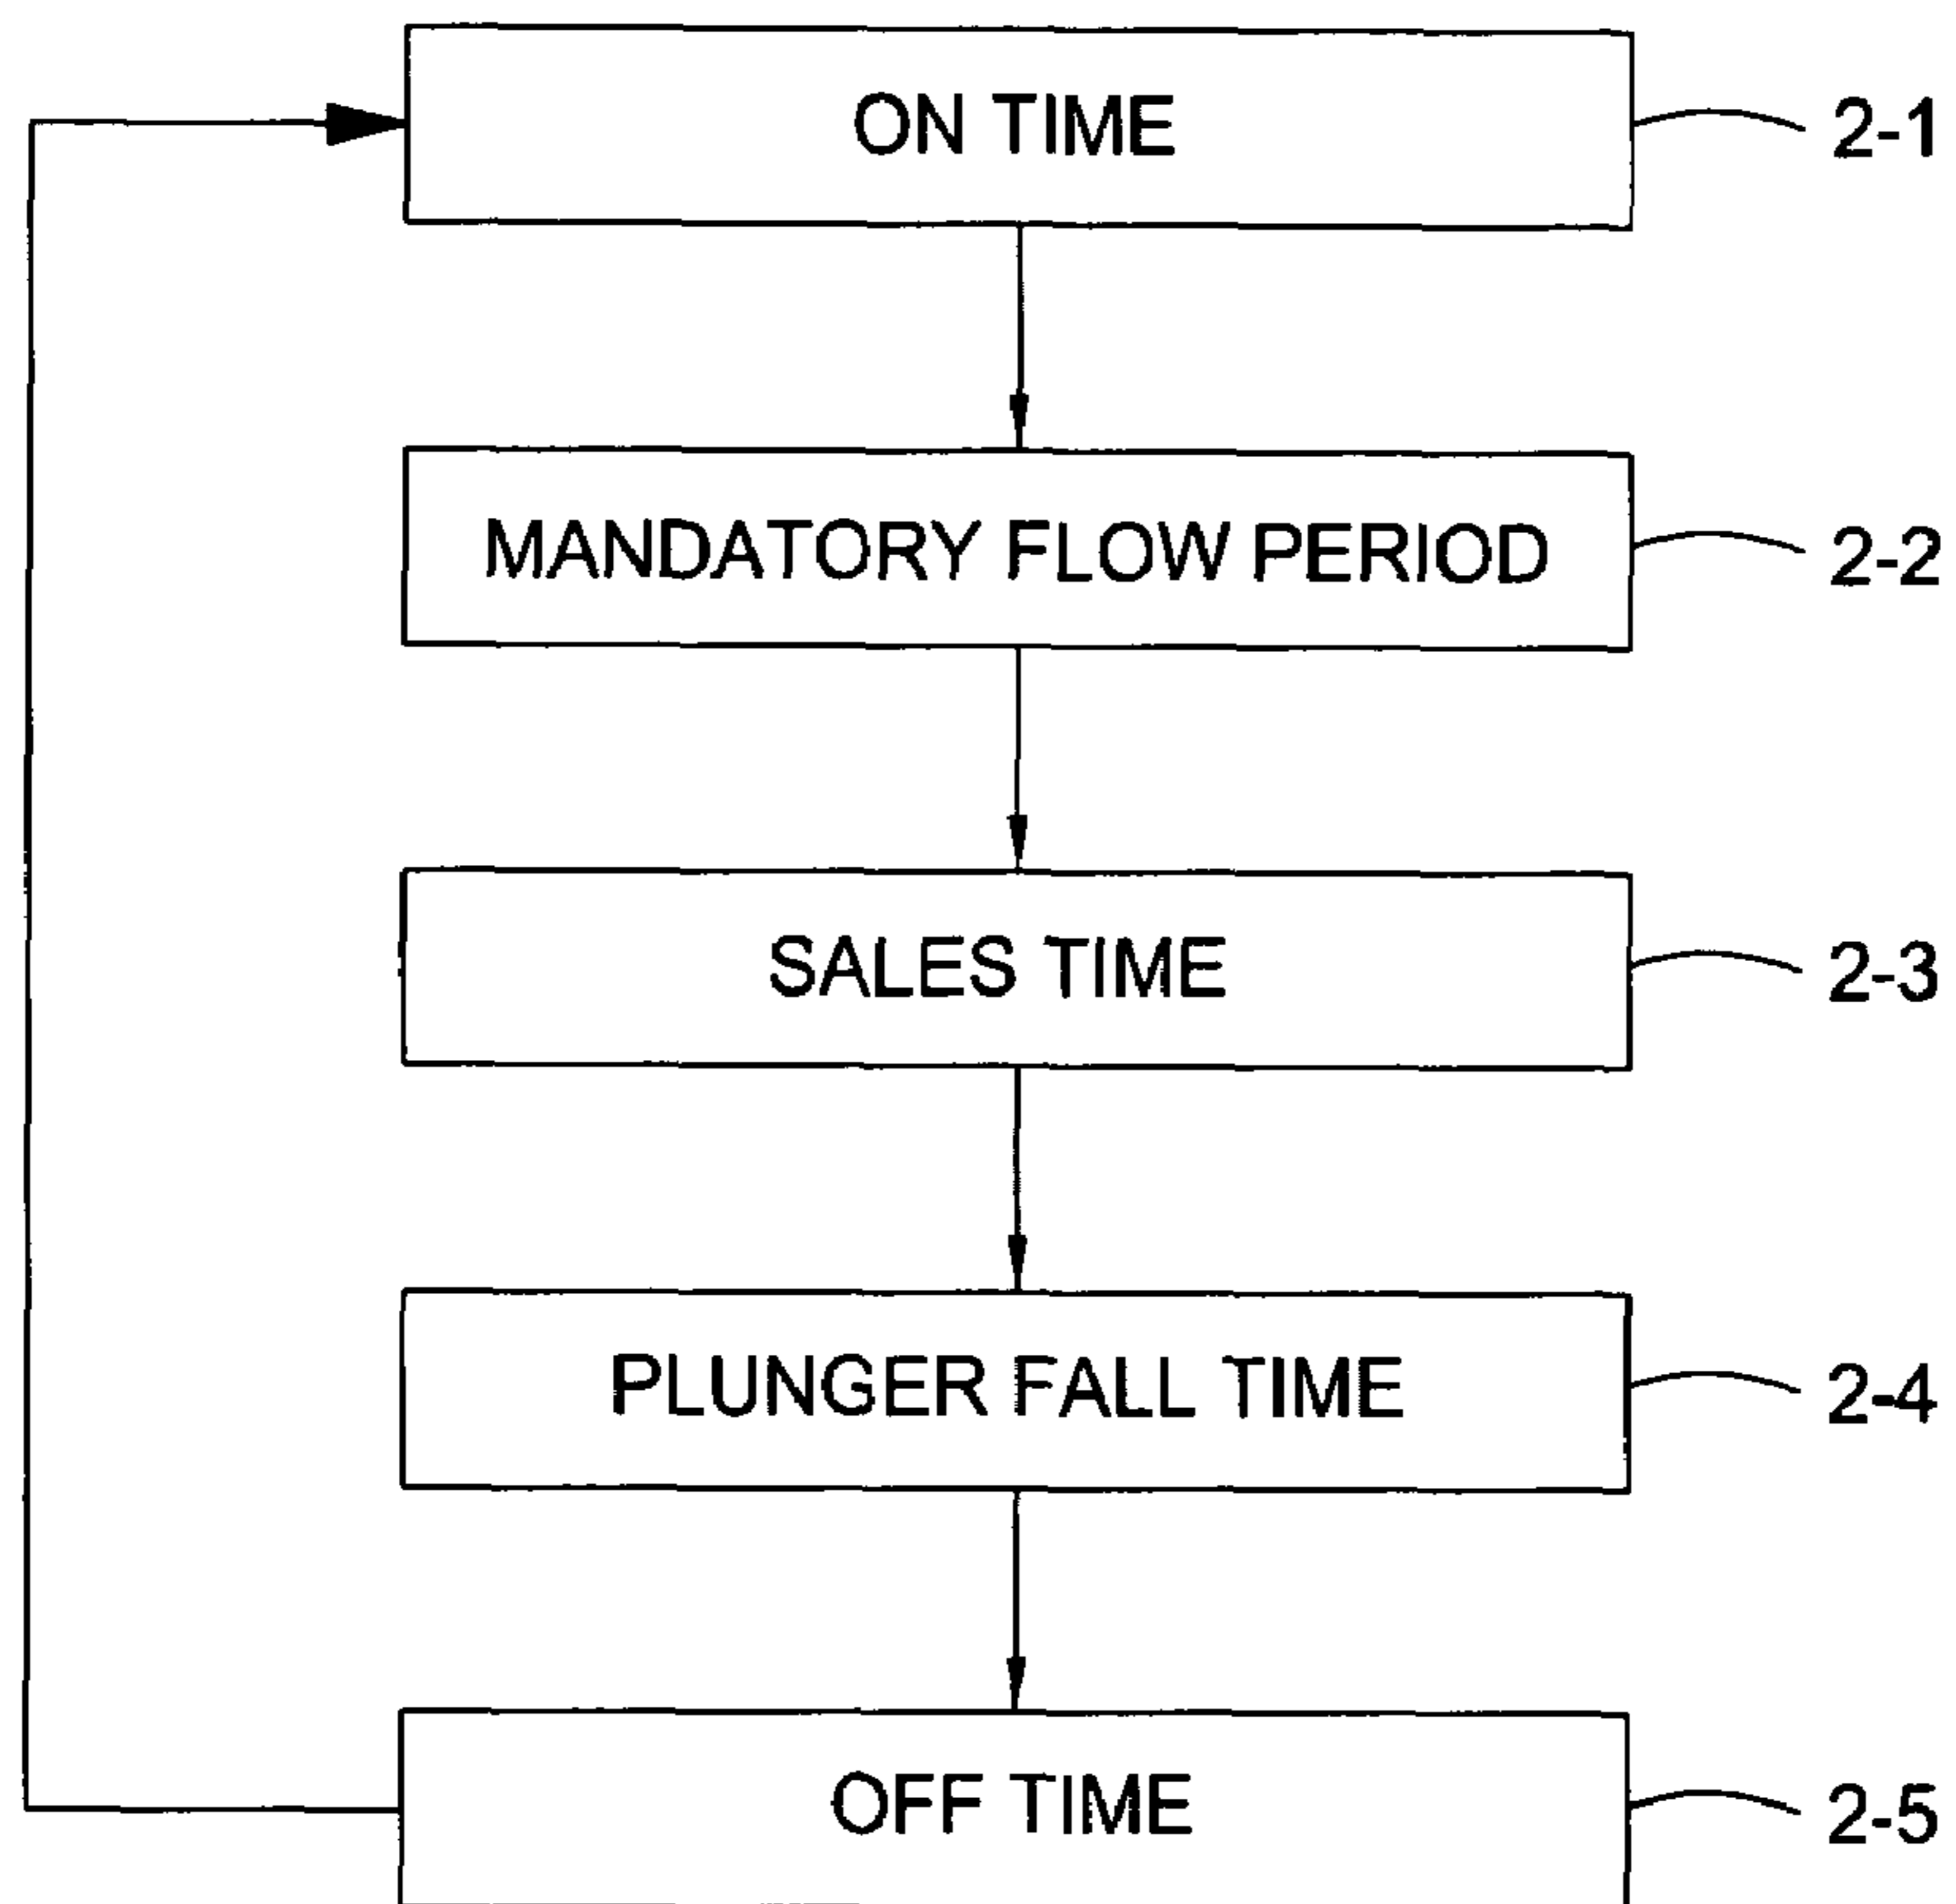 ON TIME
2-1
MANDATORY FLOW PERIOD
2-2
SALES TIME
2-3
PLUNGER FALL TIME
2-4
OFF TIME
2-5